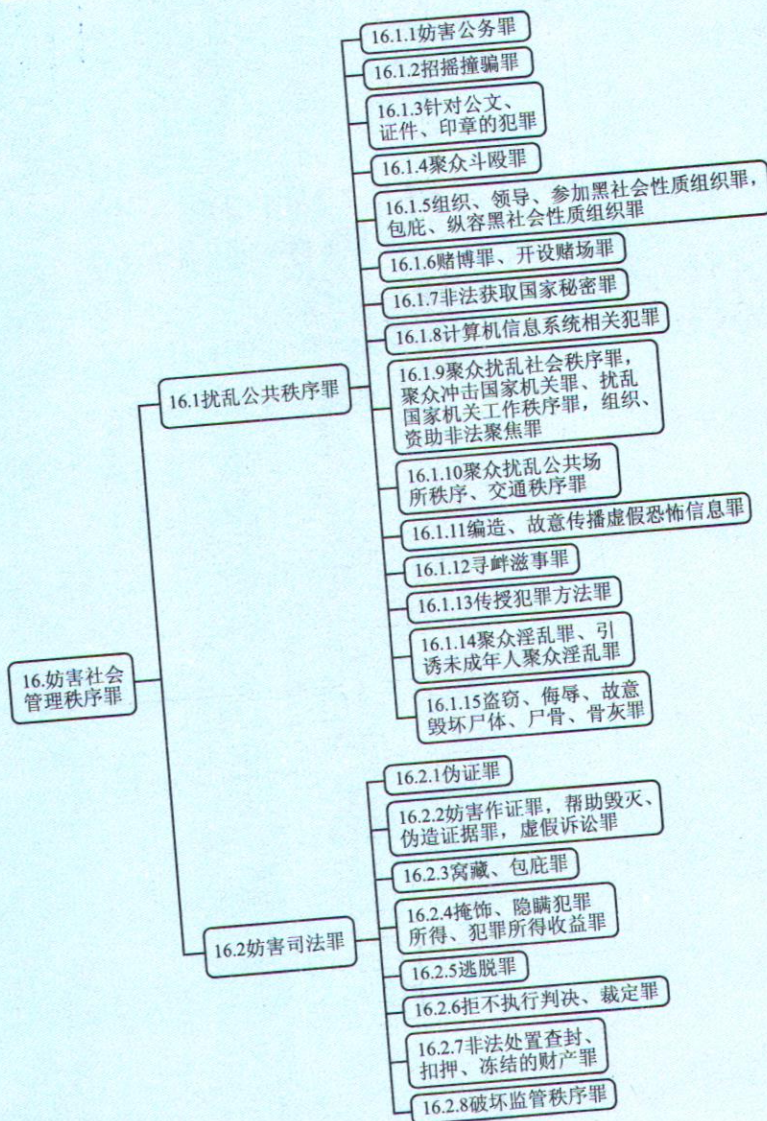 16.妨害社会
管理秩序罪
16.1扰乱公共秩序罪
16.1.1妨害公务罪
16.1.2招摇撞骗罪
16.1.3针对公文、
证件、印章的犯罪
16.1.4聚众斗殴罪
16.1.5组织、领导、参加黑社会性质组织罪，
包庇、纵容黑社会性质组织罪
16.1.6赌博罪、开设赌场罪
16.1.7非法获取国家秘密罪
16.1.8计算机信息系统相关犯罪
16.1.9聚众扰乱社会秩序罪，
聚众冲击国家机关罪、扰乱
国家机关工作秩序罪，组织、
资助非法聚焦罪
16.1.10聚众扰乱公共场
所秩序、交通秩序罪
16.1.11编造、故意传播虚假恐怖信息罪
16.1.12寻衅滋事罪
16.1.13传授犯罪方法罪
16.1.14聚众淫乱罪、引
诱未成年人聚众淫乱罪
16.1.15盗窃、侮辱、故意
毁坏尸体、尸骨、骨灰罪
16.2妨害司法罪
16.2.1伪证罪
16.2.2妨害作证罪，帮助毁灭、
伪造证据罪，虚假诉讼罪
16.2.3窝藏、包庇罪
16.2.4掩饰、隐瞒犯罪
所得、犯罪所得收益罪
16.2.5逃脱罪
16.2.6拒不执行判决、裁定罪
16.2.7非法处置查封、
扣押、冻结的财产罪
16.2.8破坏监管秩序罪